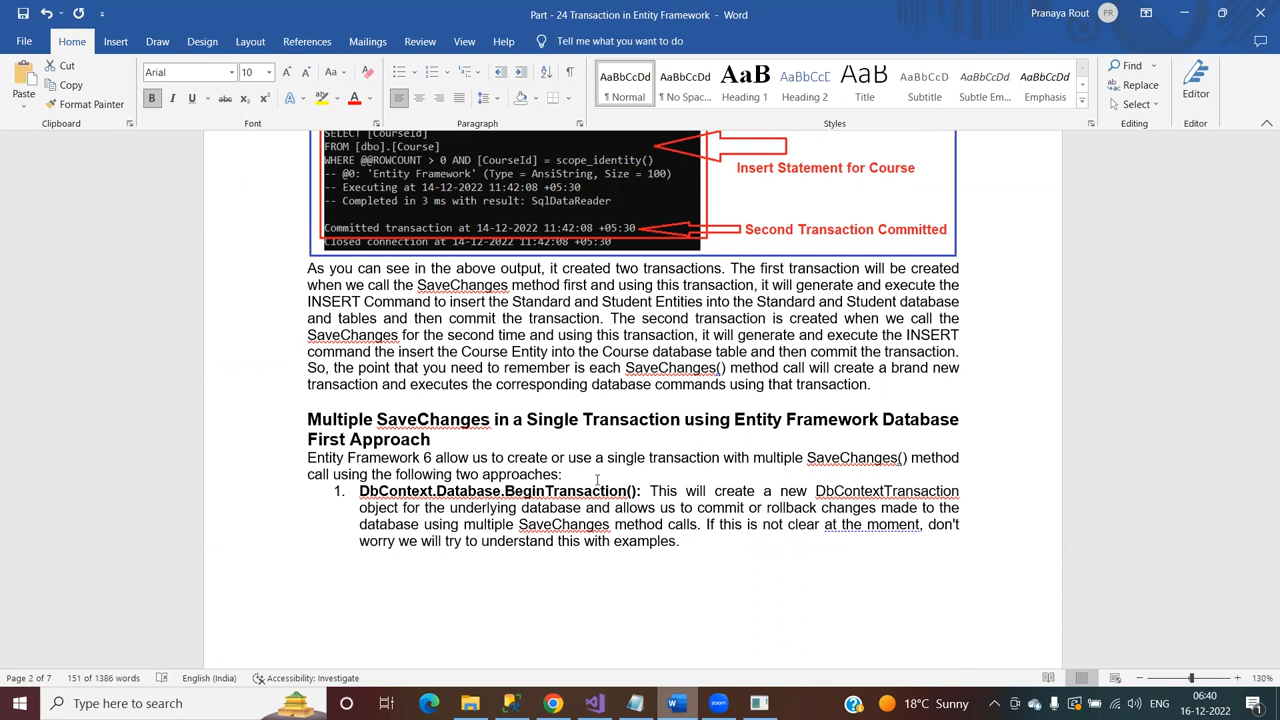 Part - 24 Transaction in Entity Framework - Word
Pranaya Rout
PR
File Home Insert Draw Design Layout References Mailings Review View Help Tell me what you want to do
Paste
Cut
Copy
Format Painter
Arial 10
Aa
AaBbCcDd AaBbCcDd AaB AaBbCcE AaB AaBbCcD AaBbCcDd AaBbCcDd
¶ Normal ¶ No Spac... Heading 1 Heading 2 Title Subtitle Subtle Em... Emphasis
Find
Replace
Select
Editor
Clipboard Font Paragraph Styles Editing Editor
SELECT [CourseId]
FROM [dbo].[Course]
WHERE @@ROWCOUNT > 0 AND [CourseId] = scope_identity()
-- @0: 'Entity Framework' (Type = AnsiString, Size = 100)
-- Executing at 14-12-2022 11:42:08 +05:30
-- Completed in 3 ms with result: SqlDataReader
Insert Statement for Course
Committed transaction at 14-12-2022 11:42:08 +05:30
Second Transaction Committed
Closed connection at 14-12-2022 11:42:08 +05:30
As you can see in the above output, it created two transactions. The first transaction will be created
when we call the SaveChanges method first and using this transaction, it will generate and execute the
INSERT Command to insert the Standard and Student Entities into the Standard and Student database
and tables and then commit the transaction. The second transaction is created when we call the
SaveChanges for the second time and using this transaction, it will generate and execute the INSERT
command the insert the Course Entity into the Course database table and then commit the transaction.
So, the point that you need to remember is each SaveChanges() method call will create a brand new
transaction and executes the corresponding database commands using that transaction.
Multiple SaveChanges in a Single Transaction using Entity Framework Database
First Approach
Entity Framework 6 allow us to create or use a single transaction with multiple SaveChanges() method
call using the following two approaches:
1. DbContext.Database.BeginTransaction(): This will create a new DbContextTransaction
object for the underlying database and allows us to commit or rollback changes made to the
database using multiple SaveChanges method calls. If this is not clear at the moment, don't
worry we will try to understand this with examples.
Page 2 of 7 151 of 1386 words English (India) Accessibility: Investigate 130%
Type here to search
zoom
18°C Sunny
ENG
06:40
16-12-2022